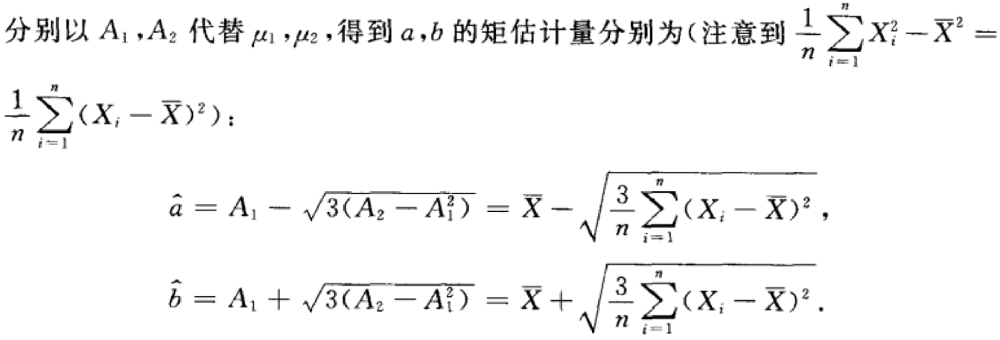 分别以 $A_1, A_2$ 代替 $\mu_1, \mu_2$,得到 $a, b$ 的矩估计量分别为(注意到 $\frac{1}{n}\sum_{i=1}^{n} X_i^2 - \overline{X}^2 =$
$\frac{1}{n}\sum_{i=1}^{n} (X_i - \overline{X})^2$):
$\hat{a} = A_1 - \sqrt{3(A_2 - A_1^2)} = \overline{X} - \sqrt{\frac{3}{n}\sum_{i=1}^{n} (X_i - \overline{X})^2},$
$\hat{b} = A_1 + \sqrt{3(A_2 - A_1^2)} = \overline{X} + \sqrt{\frac{3}{n}\sum_{i=1}^{n} (X_i - \overline{X})^2}.$